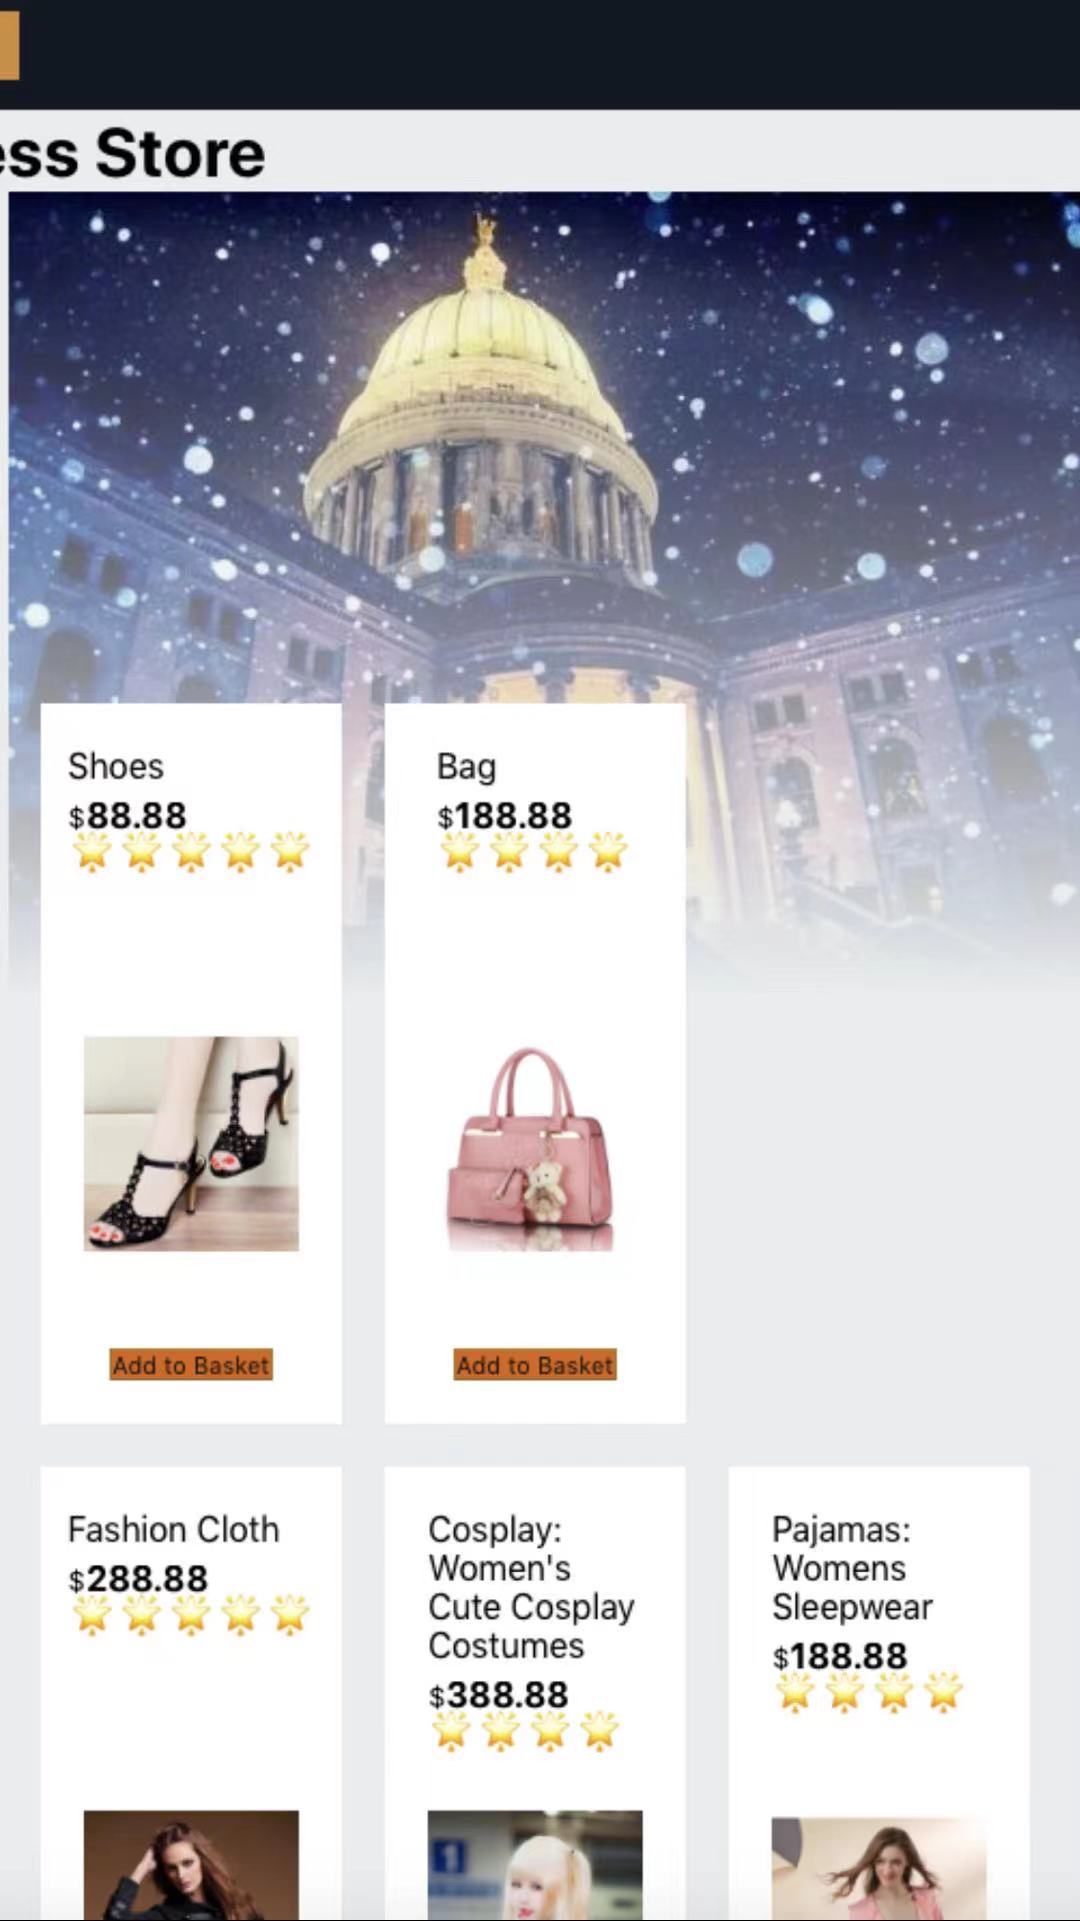 ess Store
Shoes
$88.88
Bag
$188.88
Add to Basket
Add to Basket
Fashion Cloth
$288.88
Cosplay:
Women's
Cute Cosplay
Costumes
$388.88
Pajamas:
Womens
Sleepwear
$188.88
1